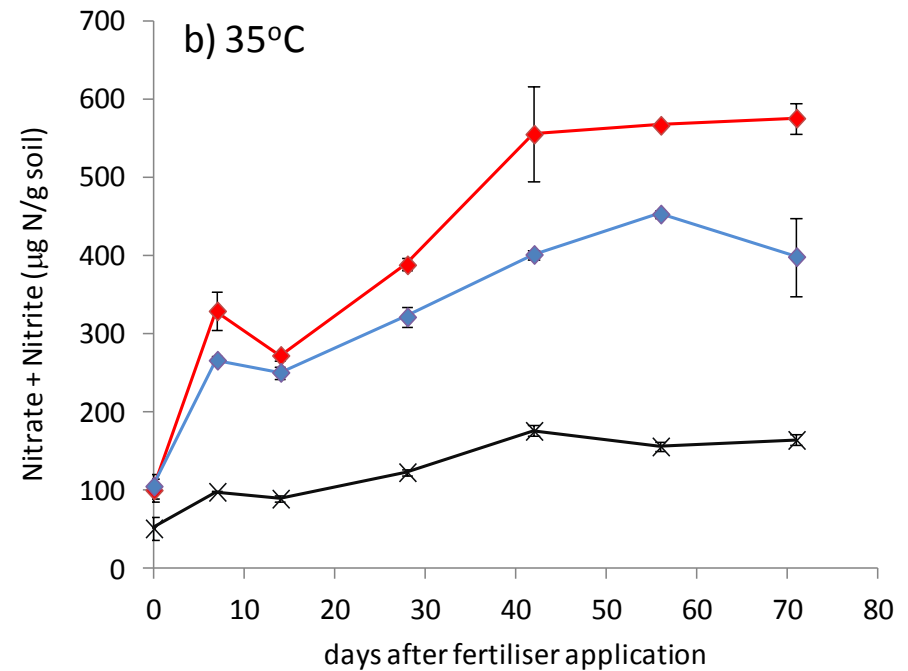 b) 35°C
Nitrate + Nitrite (µg N/g soil)
700
600
500
400
300
200
100
0
0 10 20 30 40 50 60 70 80
days after fertiliser application